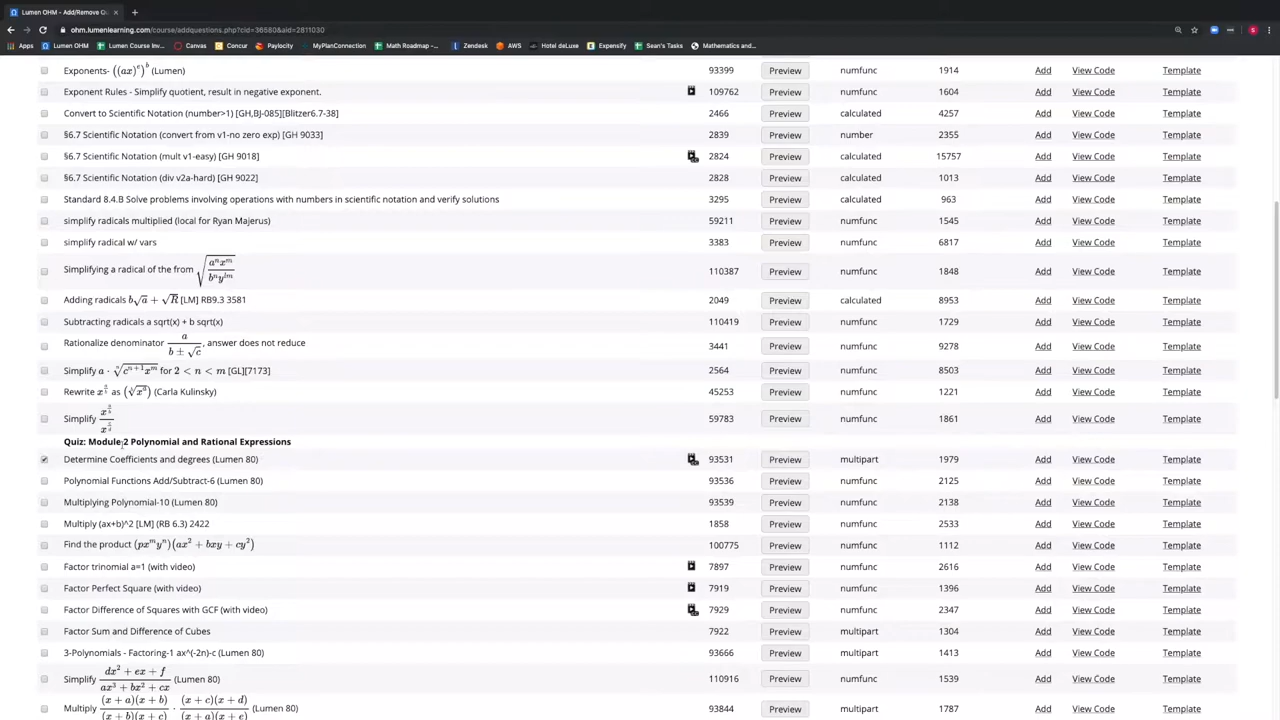 Lumen OHM - Add/Remove Q
ohm.lumenlearning.com/course/addquestions.php?cid=36580&aid=2811030
Apps Lumen OHM Lumen Course Inv... Canvas Concur Paylocity MyPlanConnection Math Roadmap -... Zendesk AWS Hotel deLuxe Expensify Sean's Tasks Mathematics and...
Exponents- ((ax)^e)^b (Lumen) 93399 Preview numfunc 1914 Add View Code Template
Exponent Rules - Simplify quotient, result in negative exponent. 109762 Preview numfunc 1604 Add View Code Template
Convert to Scientific Notation (number>1) [GH,BJ-085][Blitzer6.7-38] 2466 Preview calculated 4257 Add View Code Template
§6.7 Scientific Notation (convert from v1-no zero exp) [GH 9033] 2839 Preview number 2355 Add View Code Template
§6.7 Scientific Notation (mult v1-easy) [GH 9018] 2824 Preview calculated 15757 Add View Code Template
§6.7 Scientific Notation (div v2a-hard) [GH 9022] 2828 Preview calculated 1013 Add View Code Template
Standard 8.4.B Solve problems involving operations with numbers in scientific notation and verify solutions 3295 Preview calculated 963 Add View Code Template
simplify radicals multiplied (local for Ryan Majerus) 59211 Preview numfunc 1545 Add View Code Template
simplify radical w/ vars 3383 Preview numfunc 6817 Add View Code Template
Simplifying a radical of the from √(a^n x^m / b^n y^lm) 110387 Preview numfunc 1848 Add View Code Template
Adding radicals b√a + √R [LM] RB9.3 3581 2049 Preview calculated 8953 Add View Code Template
Subtracting radicals a sqrt(x) + b sqrt(x) 110419 Preview numfunc 1729 Add View Code Template
Rationalize denominator a / (b ± √c), answer does not reduce 3441 Preview numfunc 9278 Add View Code Template
Simplify a · ⁿ√(c^(n+1) x^m) for 2 < n < m [GL][7173] 2564 Preview numfunc 8503 Add View Code Template
Rewrite as (Carla Kulinsky) 45253 Preview numfunc 1221 Add View Code Template
Simplify 59783 Preview numfunc 1861 Add View Code Template
Quiz: Module 2 Polynomial and Rational Expressions
Determine Coefficients and degrees (Lumen 80) 93531 Preview multipart 1979 Add View Code Template
Polynomial Functions Add/Subtract-6 (Lumen 80) 93536 Preview numfunc 2125 Add View Code Template
Multiplying Polynomial-10 (Lumen 80) 93539 Preview numfunc 2138 Add View Code Template
Multiply (ax+b)^2 [LM] (RB 6.3) 2422 1858 Preview numfunc 2533 Add View Code Template
Find the product (px^m y^n)(ax² + bxy + cy²) 100775 Preview numfunc 1112 Add View Code Template
Factor trinomial a=1 (with video) 7897 Preview numfunc 2616 Add View Code Template
Factor Perfect Square (with video) 7919 Preview numfunc 1396 Add View Code Template
Factor Difference of Squares with GCF (with video) 7929 Preview numfunc 2347 Add View Code Template
Factor Sum and Difference of Cubes 7922 Preview multipart 1304 Add View Code Template
3-Polynomials - Factoring-1 ax^(-2n)-c (Lumen 80) 93666 Preview multipart 1413 Add View Code Template
Simplify (dx² + ex + f) / (ax³ + bx² + cx) (Lumen 80) 110916 Preview numfunc 1539 Add View Code Template
Multiply (x + a)(x + b) / (x + b)(x + c) · (x + c)(x + d) / (x + a)(x + e) (Lumen 80) 93844 Preview multipart 1787 Add View Code Template